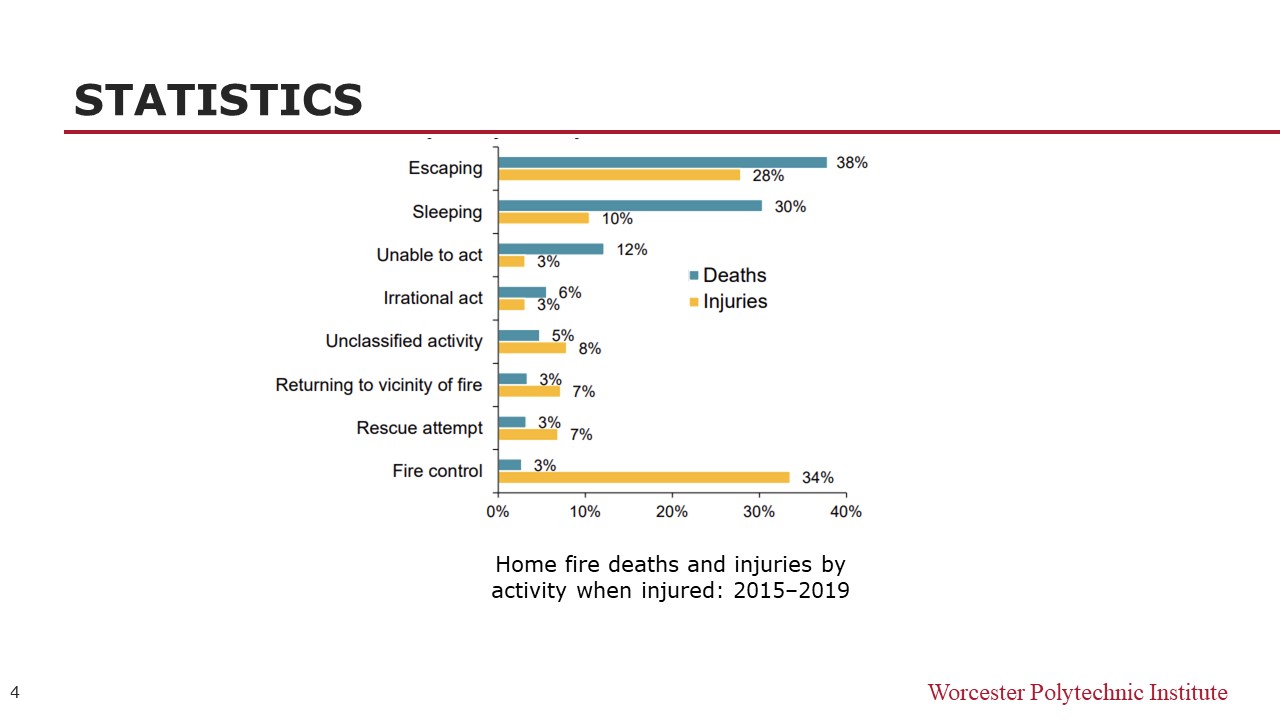 STATISTICS
Escaping
38%
28%
Sleeping
30%
10%
Unable to act
12%
3%
Irrational act
6%
3%
Unclassified activity
5%
8%
Returning to vicinity of fire
3%
7%
Rescue attempt
3%
7%
Fire control
3%
34%
Deaths
Injuries
0% 10% 20% 30% 40%
Home fire deaths and injuries by
activity when injured: 2015–2019
4
Worcester Polytechnic Institute